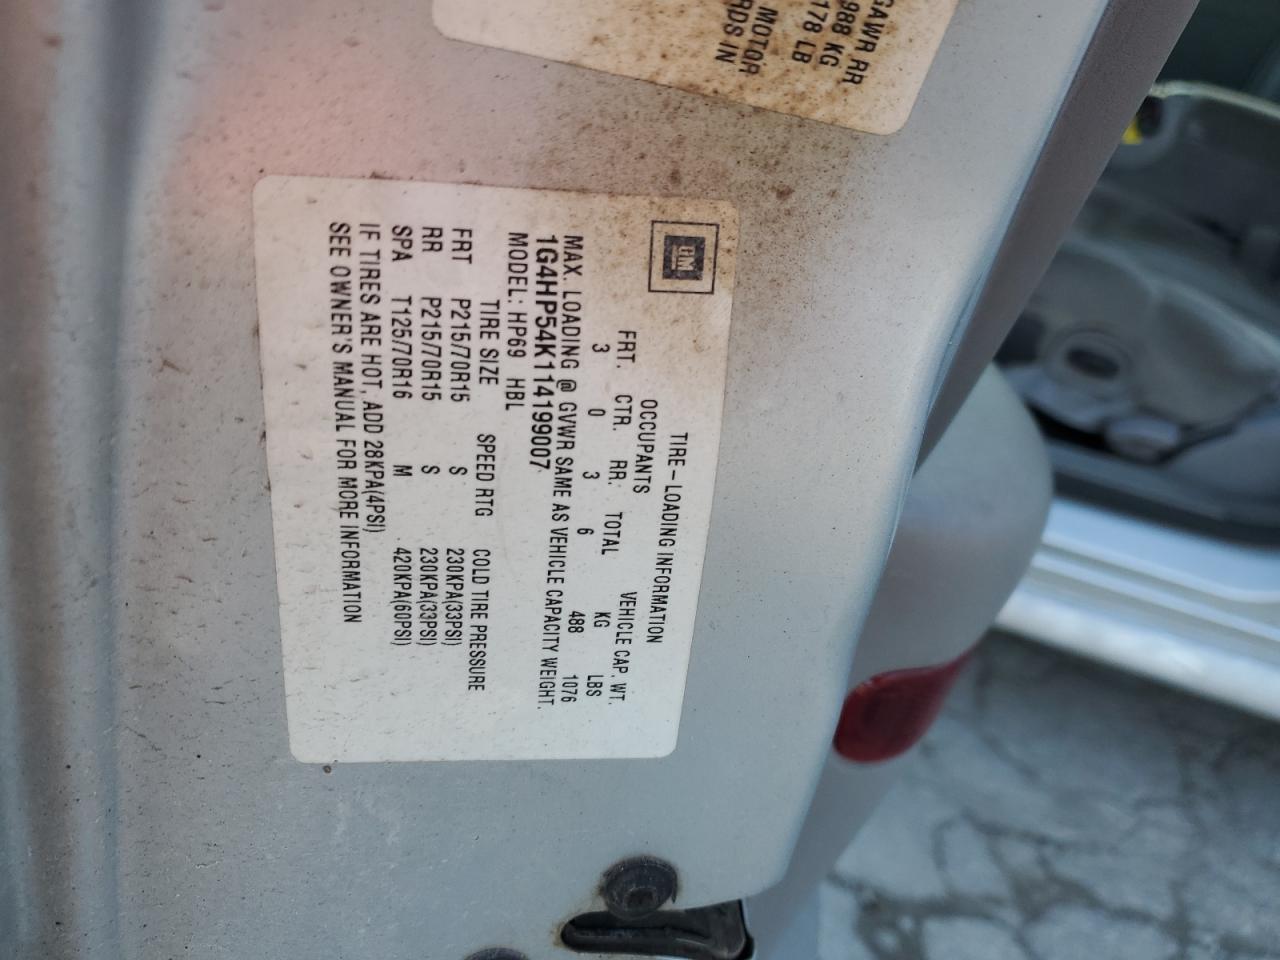 GAWR RR
988 KG
178 LB
MOTOR
RDS IN
GM
TIRE-LOADING INFORMATION
OCCUPANTS VEHICLE CAP. WT.
FRT. CTR. RR. TOTAL KG LBS
3 0 3 6 488 1076
MAX. LOADING @ GVWR SAME AS VEHICLE CAPACITY WEIGHT.
1G4HP54K114199007
MODEL: HP69 HBL
TIRE SIZE SPEED RTG COLD TIRE PRESSURE
FRT P215/70R15 S 230KPA(33PSI)
RR P215/70R15 S 230KPA(33PSI)
SPA T125/70R16 M 420KPA(60PSI)
IF TIRES ARE HOT, ADD 28KPA(4PSI)
SEE OWNER'S MANUAL FOR MORE INFORMATION